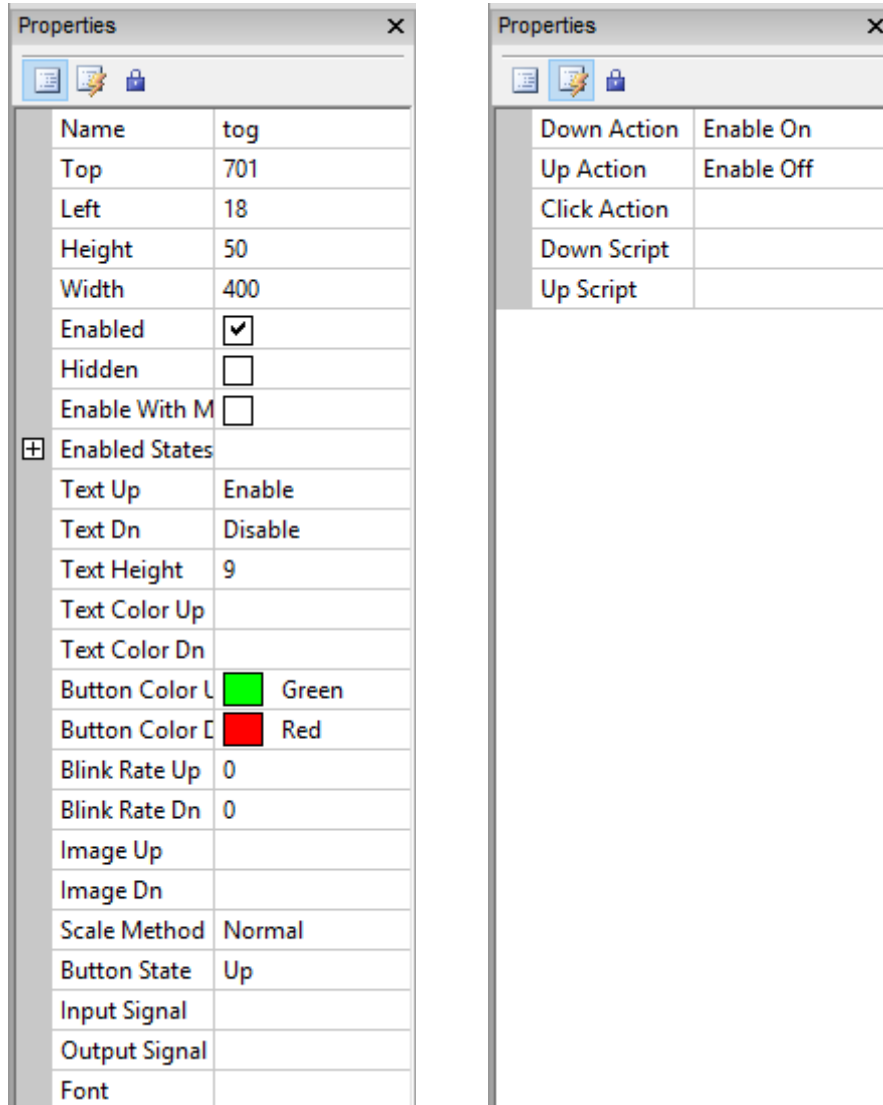 Properties
Name tog
Top 701
Left 18
Height 50
Width 400
Enabled
Hidden
Enable With M
Enabled States
Text Up Enable
Text Dn Disable
Text Height 9
Text Color Up
Text Color Dn
Button Color U Green
Button Color D Red
Blink Rate Up 0
Blink Rate Dn 0
Image Up
Image Dn
Scale Method Normal
Button State Up
Input Signal
Output Signal
Font
Properties
Down Action Enable On
Up Action Enable Off
Click Action
Down Script
Up Script